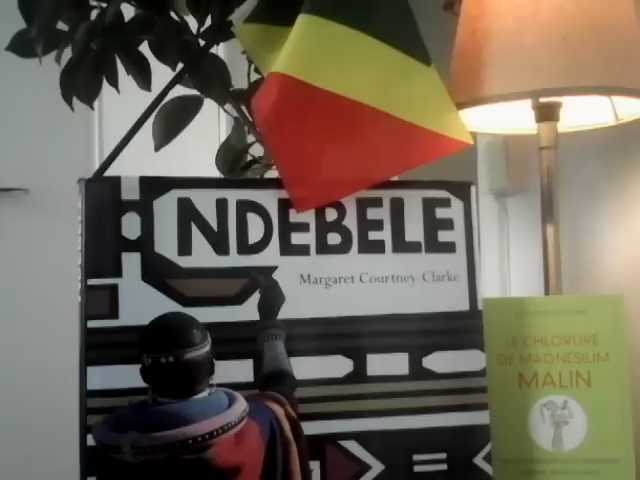 NDEBELE
Margaret Courtney-Clarke
LE CHLORURE
DE MAGNÉSIUM
MALIN